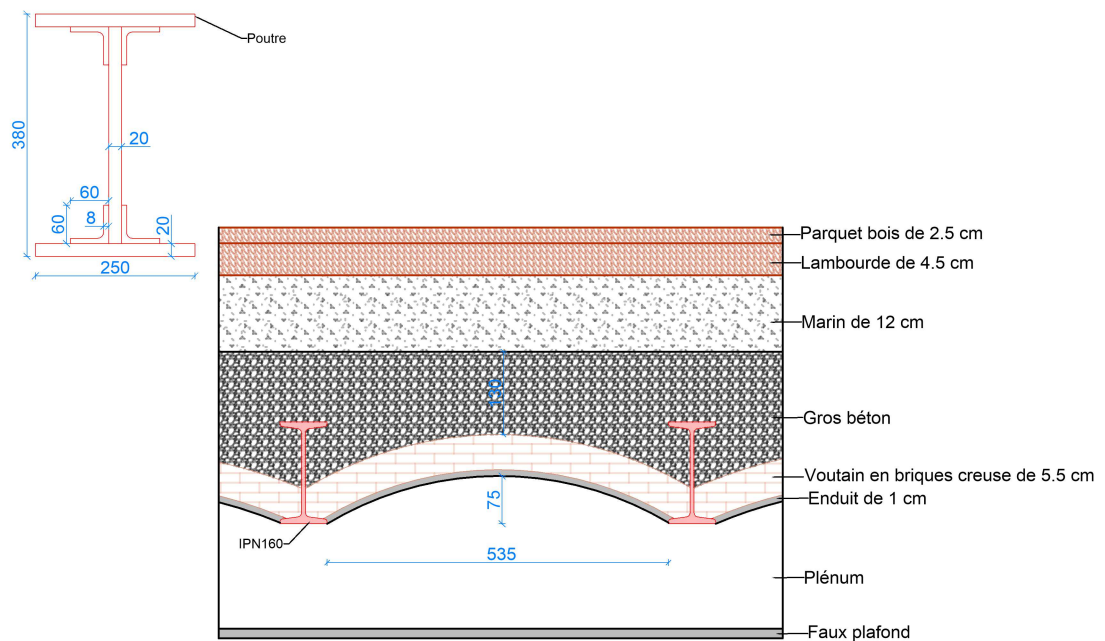 Poutre
380
20
60
60
8
20
250
Parquet bois de 2.5 cm
Lambourde de 4.5 cm
Marin de 12 cm
130
Gros béton
Voutain en briques creuse de 5.5 cm
Enduit de 1 cm
75
IPN160
535
Plénum
Faux plafond